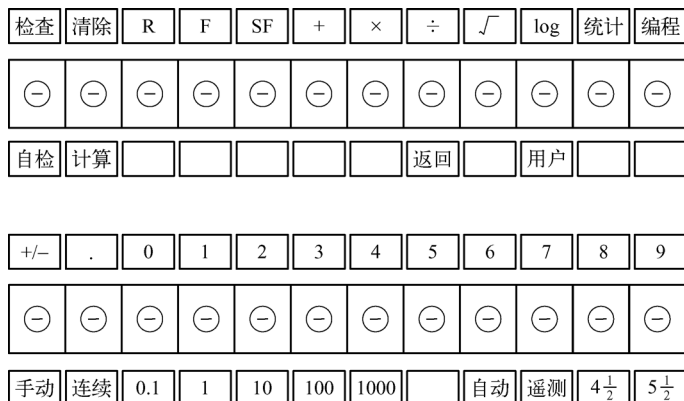 检查 清除 R F SF + × ÷ √ log 统计 编程
自检 计算 返回 用户
+/− . 0 1 2 3 4 5 6 7 8 9
手动 连续 0.1 1 10 100 1000 自动 遥测 4½ 5½